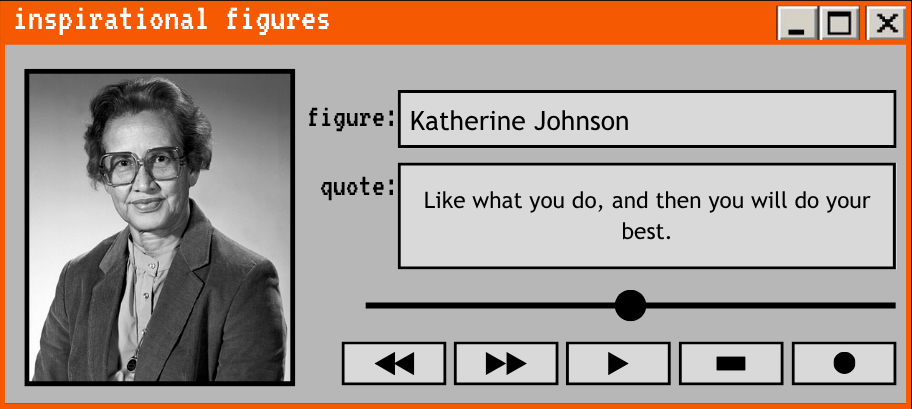 inspirational figures
figure:
Katherine Johnson
quote:
Like what you do, and then you will do your
best.